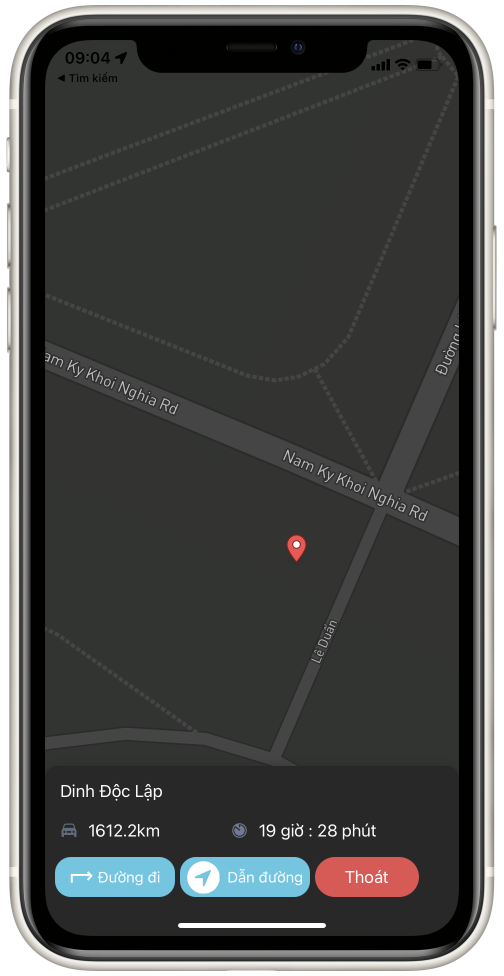 09:04
◀ Tìm kiếm
Nam Ky Khoi Nghia Rd
Nam Ky Khoi Nghia Rd
Lê Duẩn
Dinh Độc Lập
1612.2km
19 giờ : 28 phút
Đường đi
Dẫn đường
Thoát